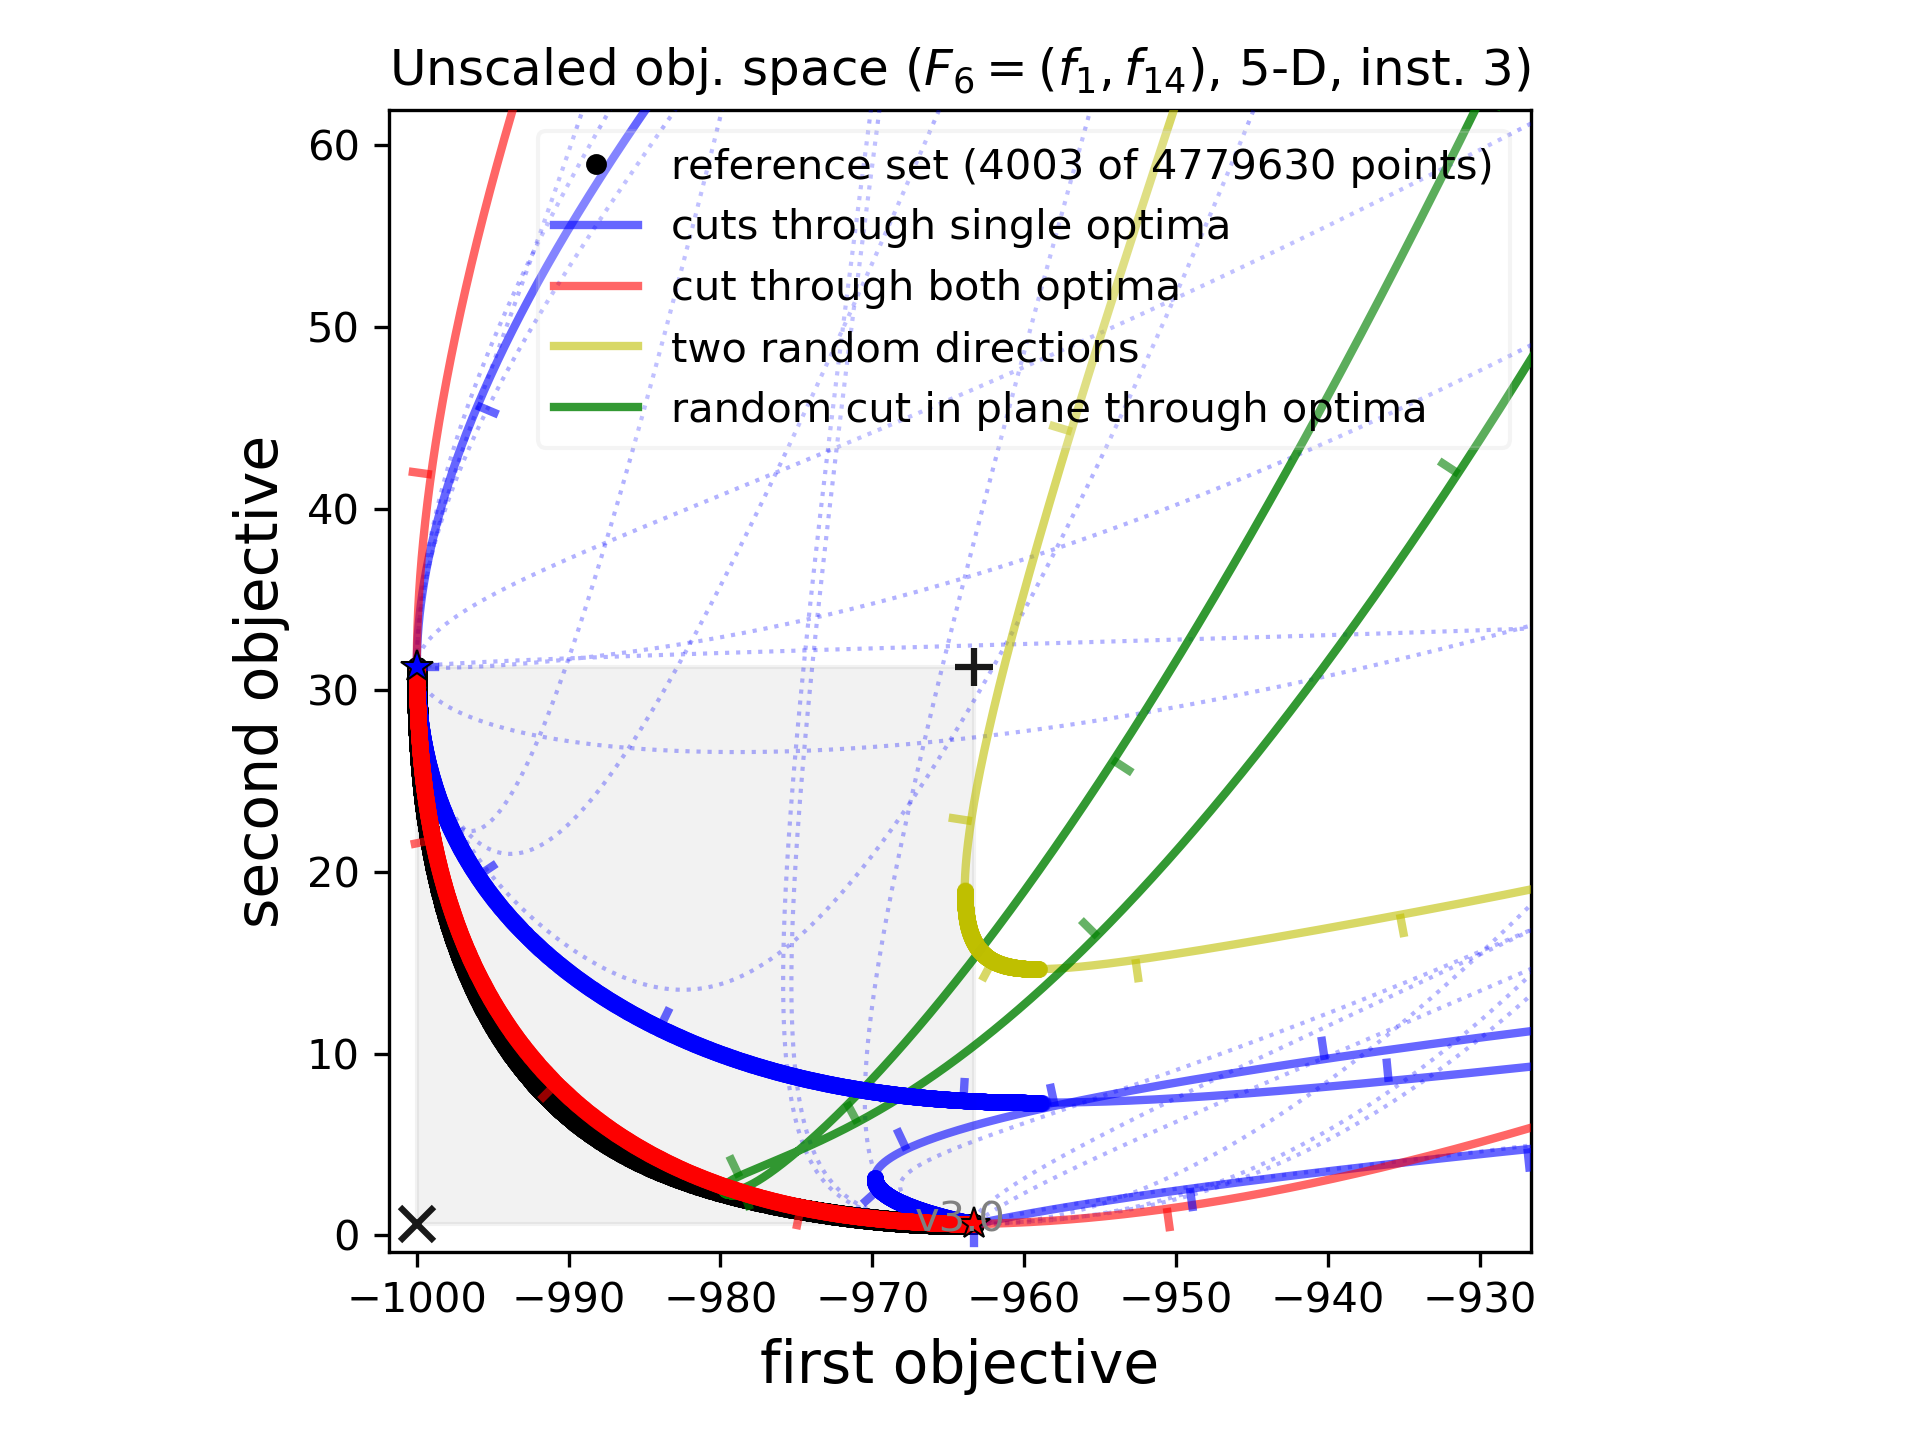 Unscaled obj. space (F₆ = (f₁, f₁₄), 5-D, inst. 3)
reference set (4003 of 4779630 points)
cuts through single optima
cut through both optima
two random directions
random cut in plane through optima
second objective
60
50
40
30
20
10
0
v3.0
−1000 −990 −980 −970 −960 −950 −940 −930
first objective